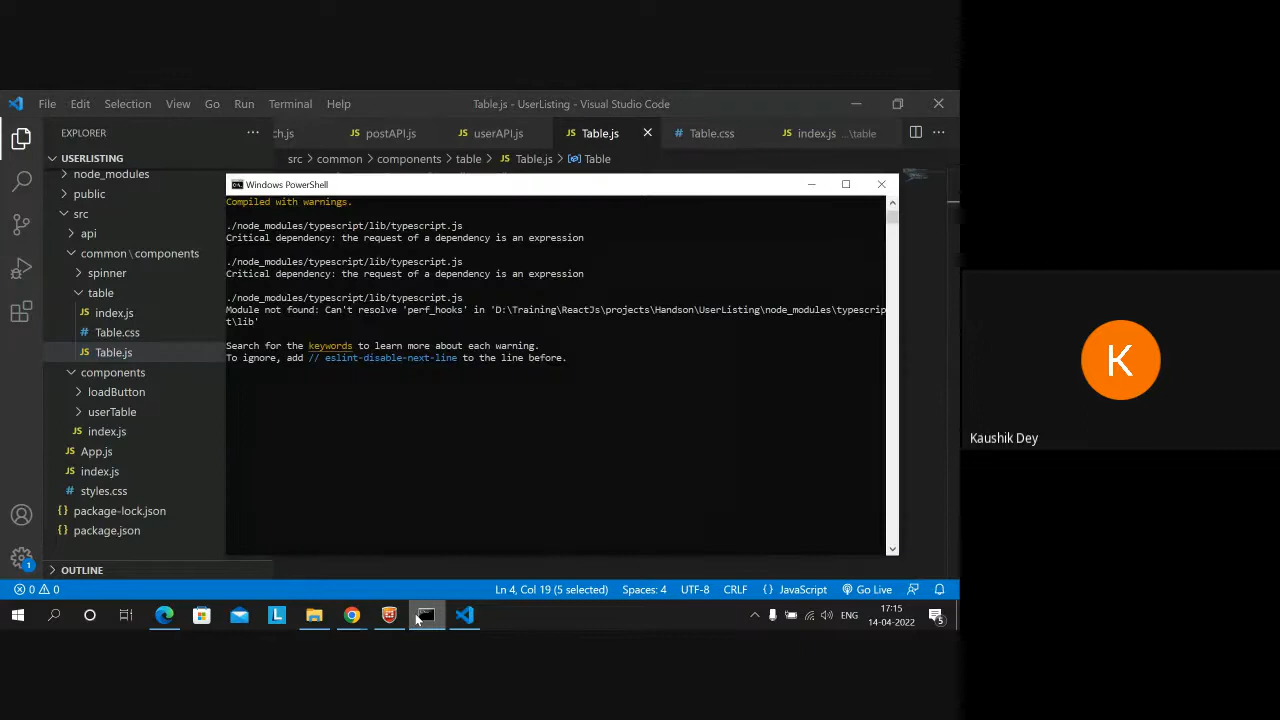 File Edit Selection View Go Run Terminal Help
Table.js - UserListing - Visual Studio Code
EXPLORER
ch.js postAPI.js userAPI.js Table.js Table.css index.js ...\table
USERLISTING
src > common > components > table > Table.js > Table
node_modules
public
src
api
common\components
spinner
table
index.js
Table.css
Table.js
components
loadButton
userTable
index.js
App.js
index.js
styles.css
package-lock.json
package.json
OUTLINE
Windows PowerShell
Compiled with warnings.
./node_modules/typescript/lib/typescript.js
Critical dependency: the request of a dependency is an expression
./node_modules/typescript/lib/typescript.js
Critical dependency: the request of a dependency is an expression
./node_modules/typescript/lib/typescript.js
Module not found: Can't resolve 'perf_hooks' in 'D:\Training\ReactJs\projects\Handson\UserListing\node_modules\typescrip
t\lib'
Search for the keywords to learn more about each warning.
To ignore, add // eslint-disable-next-line to the line before.
Kaushik Dey
K
1
0 0 Ln 4, Col 19 (5 selected) Spaces: 4 UTF-8 CRLF {} JavaScript Go Live
L
ENG
17:15
14-04-2022
5